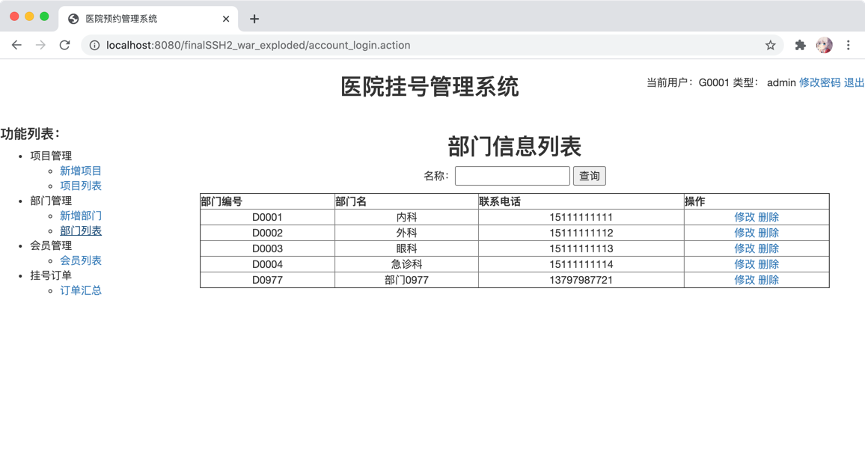 医院预约管理系统
localhost:8080/finalSSH2_war_exploded/account_login.action
医院挂号管理系统
当前用户：G0001 类型： admin 修改密码 退出
功能列表：
项目管理
新增项目
项目列表
部门管理
新增部门
部门列表
会员管理
会员列表
挂号订单
订单汇总
部门信息列表
名称： 查询
部门编号 部门名 联系电话 操作
D0001 内科 15111111111 修改 删除
D0002 外科 15111111112 修改 删除
D0003 眼科 15111111113 修改 删除
D0004 急诊科 15111111114 修改 删除
D0977 部门0977 13797987721 修改 删除